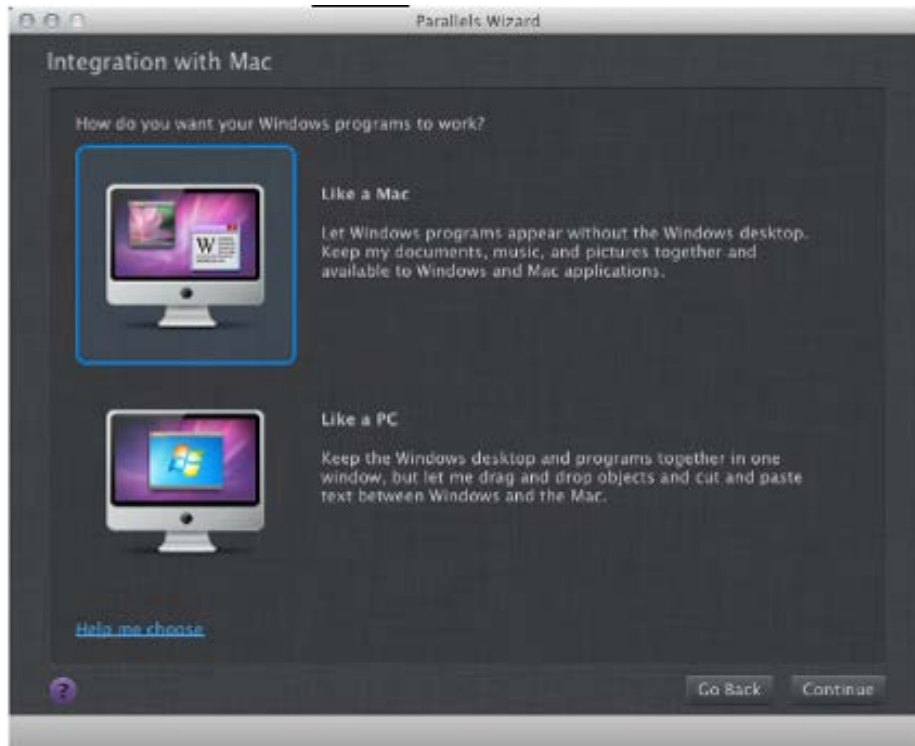 Parallels Wizard
Integration with Mac
How do you want your Windows programs to work?
Like a Mac
Let Windows programs appear without the Windows desktop.
Keep my documents, music, and pictures together and
available to Windows and Mac applications.
W
Like a PC
Keep the Windows desktop and programs together in one
window, but let me drag and drop objects and cut and paste
text between Windows and the Mac.
Help me choose
?
Go Back
Continue